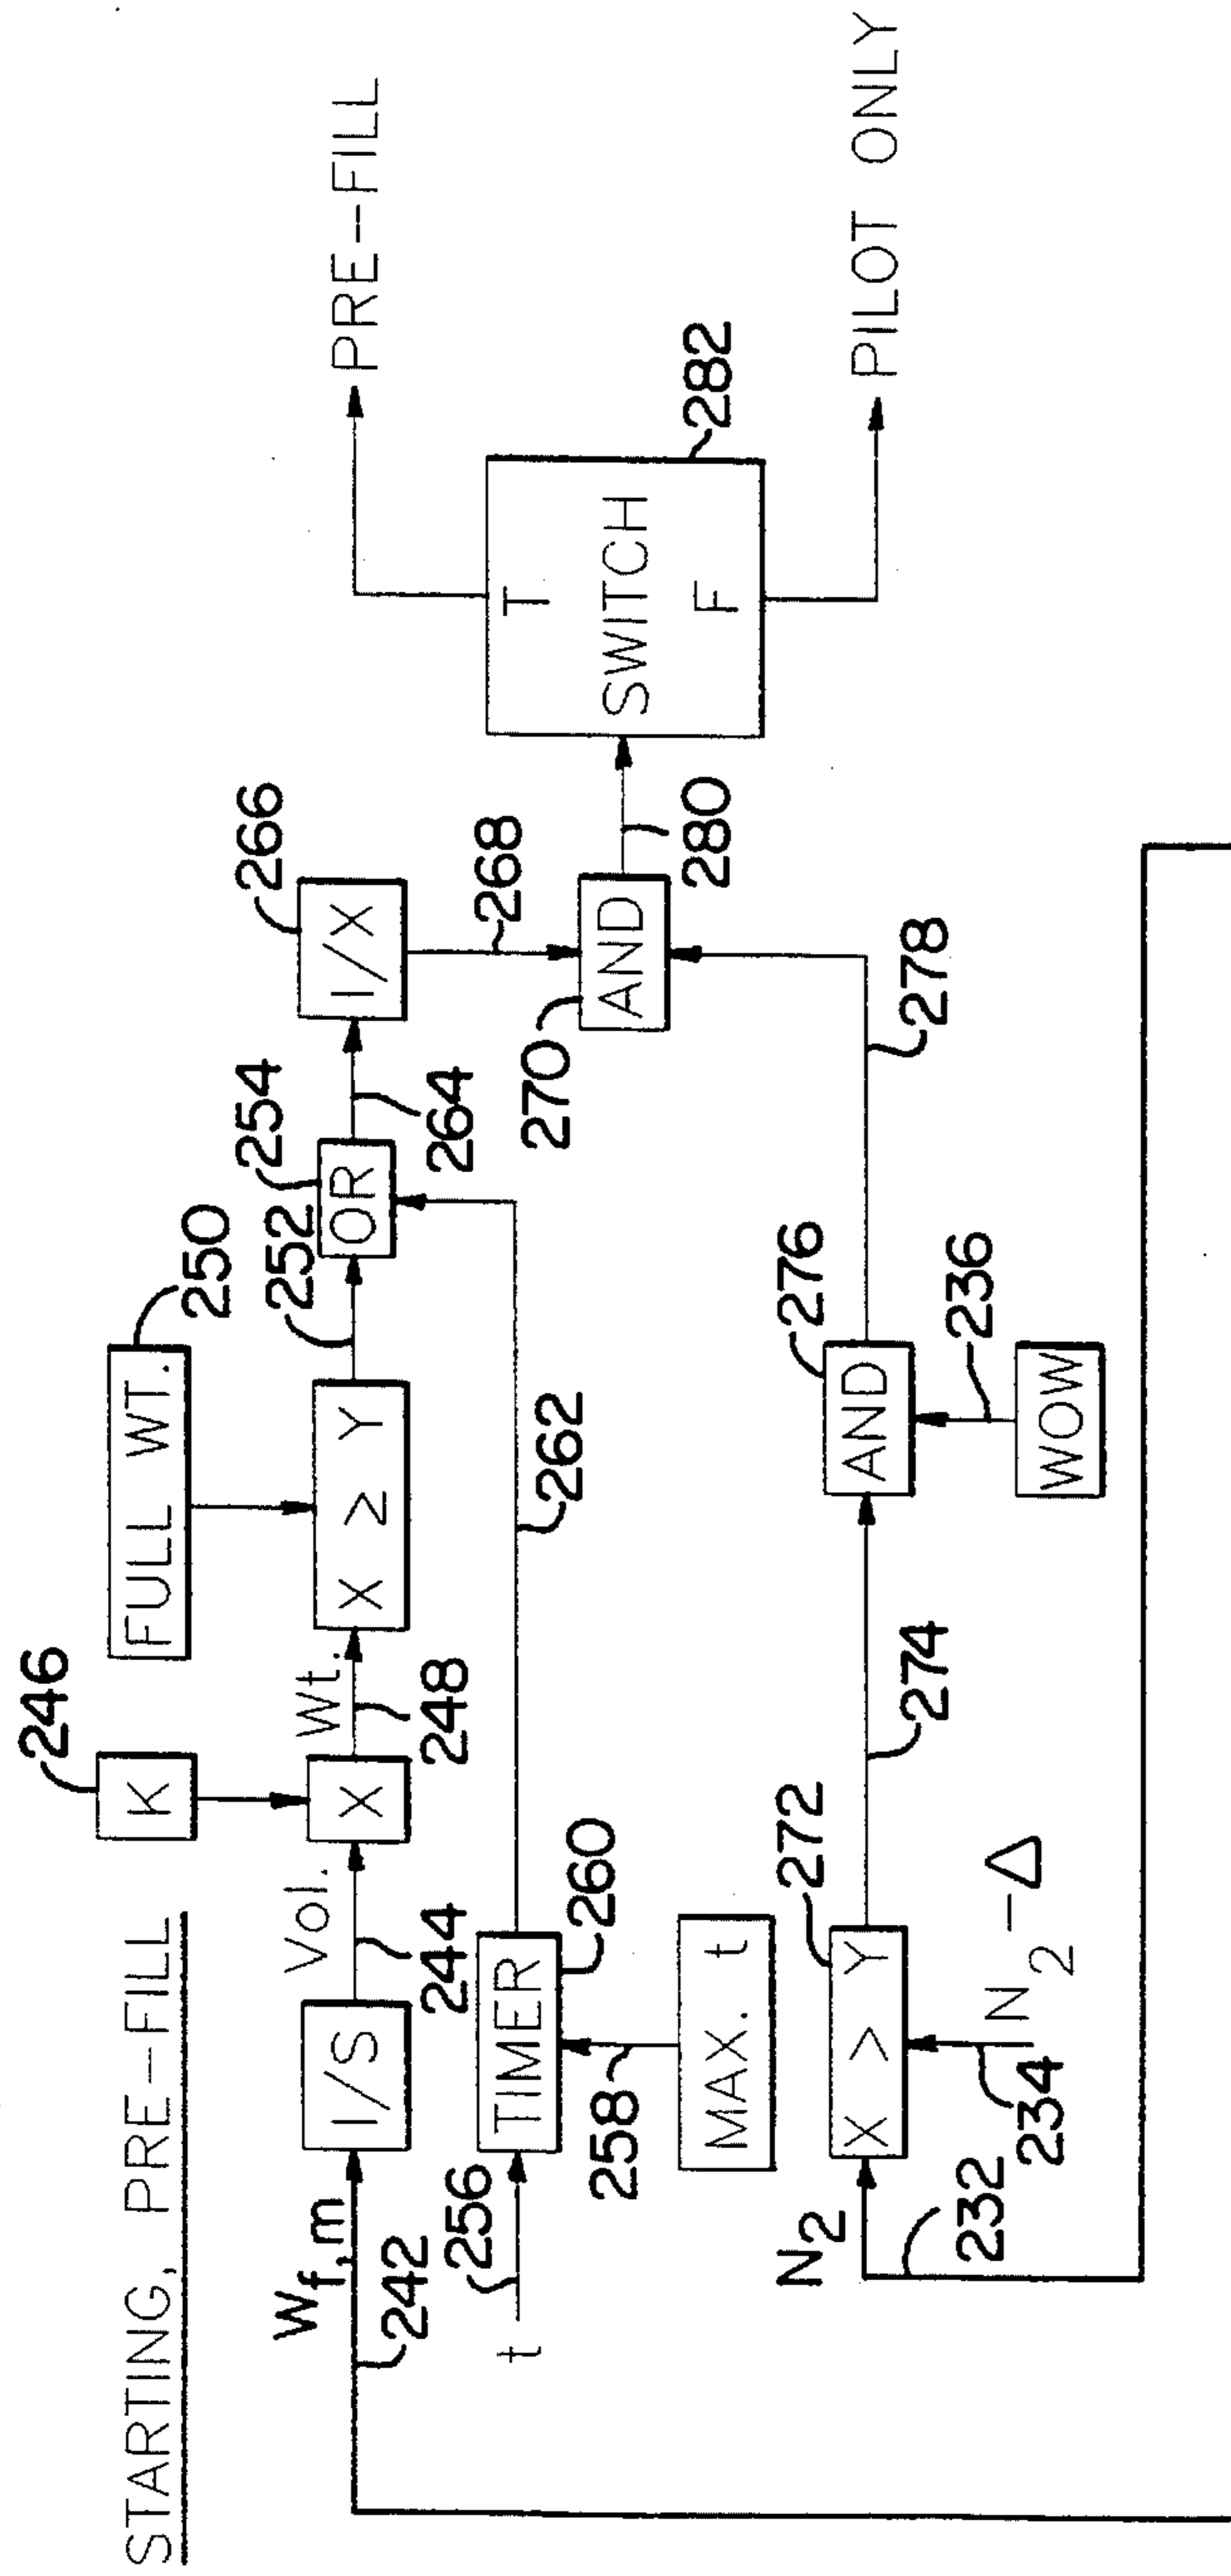 STARTING, PRE-FILL
246
K
250
FULL WT.
254
266
PRE-FILL
Wf,m
242
I/S
Vol.
244
X
Wt.
248
X ≥ Y
252
OR
264
I/X
268
t
256
TIMER
260
262
258
MAX. t
270
AND
280
T
SWITCH
F
282
N2
232
X > Y
272
234
N2-Δ
274
AND
276
236
WOW
278
PILOT ONLY